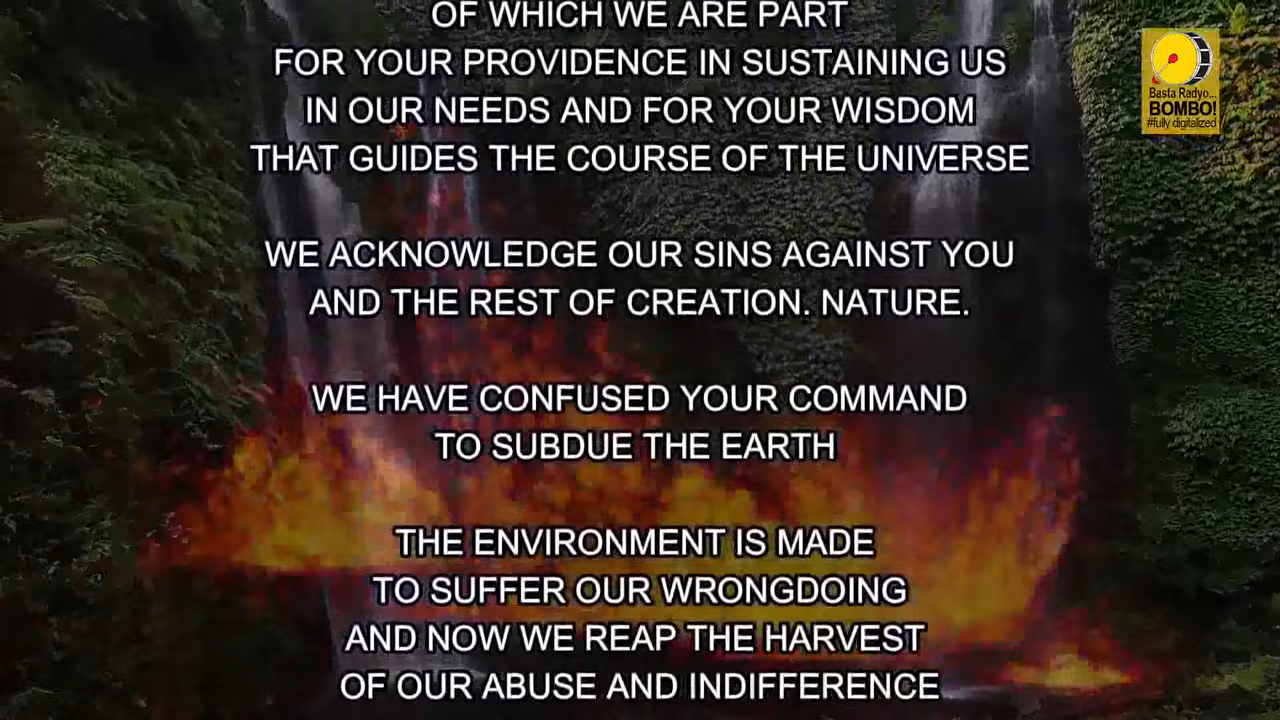 OF WHICH WE ARE PART
FOR YOUR PROVIDENCE IN SUSTAINING US
IN OUR NEEDS AND FOR YOUR WISDOM
THAT GUIDES THE COURSE OF THE UNIVERSE
WE ACKNOWLEDGE OUR SINS AGAINST YOU
AND THE REST OF CREATION. NATURE.
WE HAVE CONFUSED YOUR COMMAND
TO SUBDUE THE EARTH
THE ENVIRONMENT IS MADE
TO SUFFER OUR WRONGDOING
AND NOW WE REAP THE HARVEST
OF OUR ABUSE AND INDIFFERENCE
Basta Radyo...
BOMBO!
#fully digitalized